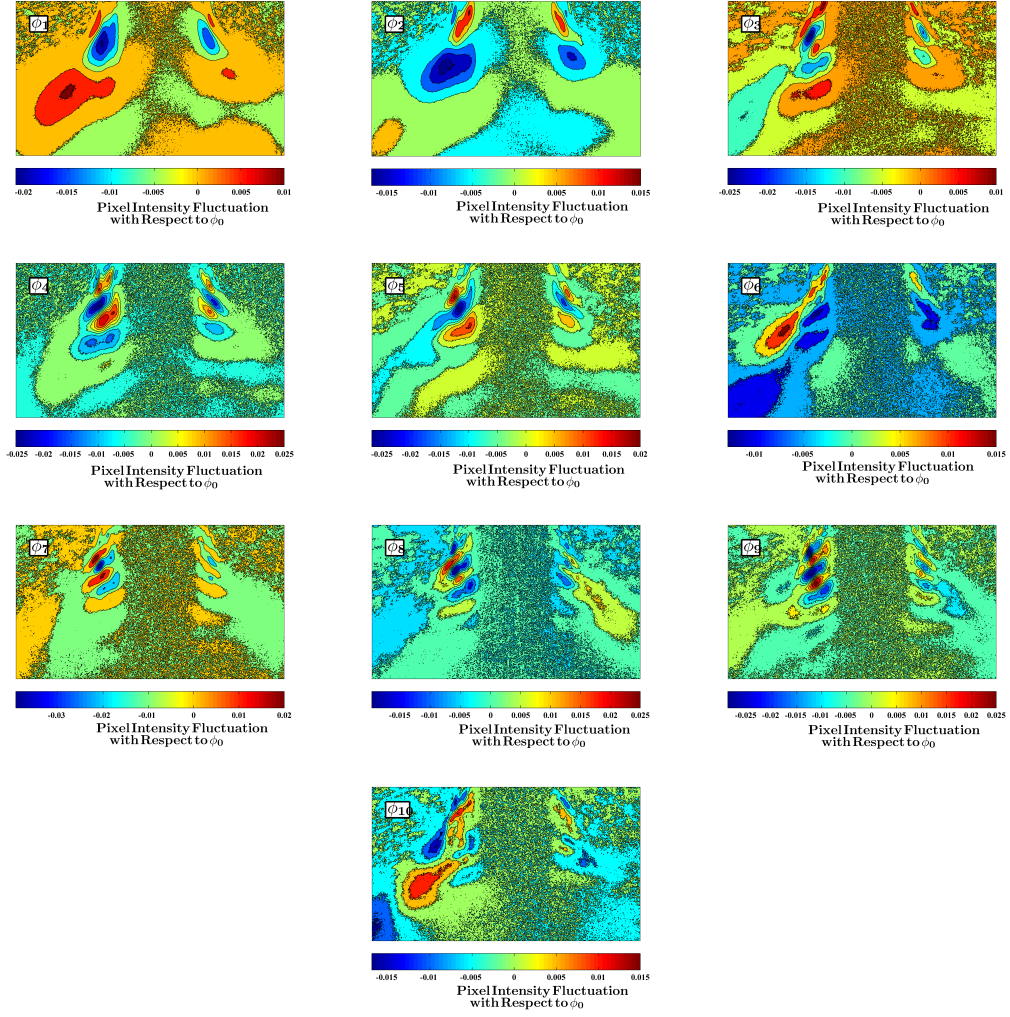 ϕ1 ϕ2 ϕ3
-0.02 -0.015 -0.01 -0.005 0 0.005 0.01
-0.015 -0.01 -0.005 0 0.005 0.01 0.015
-0.025 -0.02 -0.015 -0.01 -0.005 0 0.005 0.01
Pixel Intensity Fluctuation
with Respect to ϕ0
Pixel Intensity Fluctuation
with Respect to ϕ0
Pixel Intensity Fluctuation
with Respect to ϕ0
ϕ4 ϕ5 ϕ6
-0.025 -0.02 -0.015 -0.01 -0.005 0 0.005 0.01 0.015 0.02 0.025
-0.025 -0.02 -0.015 -0.01 -0.005 0 0.005 0.01 0.015 0.02
-0.01 -0.005 0 0.005 0.01 0.015
Pixel Intensity Fluctuation
with Respect to ϕ0
Pixel Intensity Fluctuation
with Respect to ϕ0
Pixel Intensity Fluctuation
with Respect to ϕ0
ϕ7 ϕ8 ϕ9
-0.03 -0.02 -0.01 0 0.01 0.02
-0.015 -0.01 -0.005 0 0.005 0.01 0.015 0.02 0.025
-0.025 -0.02 -0.015 -0.01 -0.005 0 0.005 0.01 0.015 0.02 0.025
Pixel Intensity Fluctuation
with Respect to ϕ0
Pixel Intensity Fluctuation
with Respect to ϕ0
Pixel Intensity Fluctuation
with Respect to ϕ0
ϕ10
-0.015 -0.01 -0.005 0 0.005 0.01 0.015
Pixel Intensity Fluctuation
with Respect to ϕ0